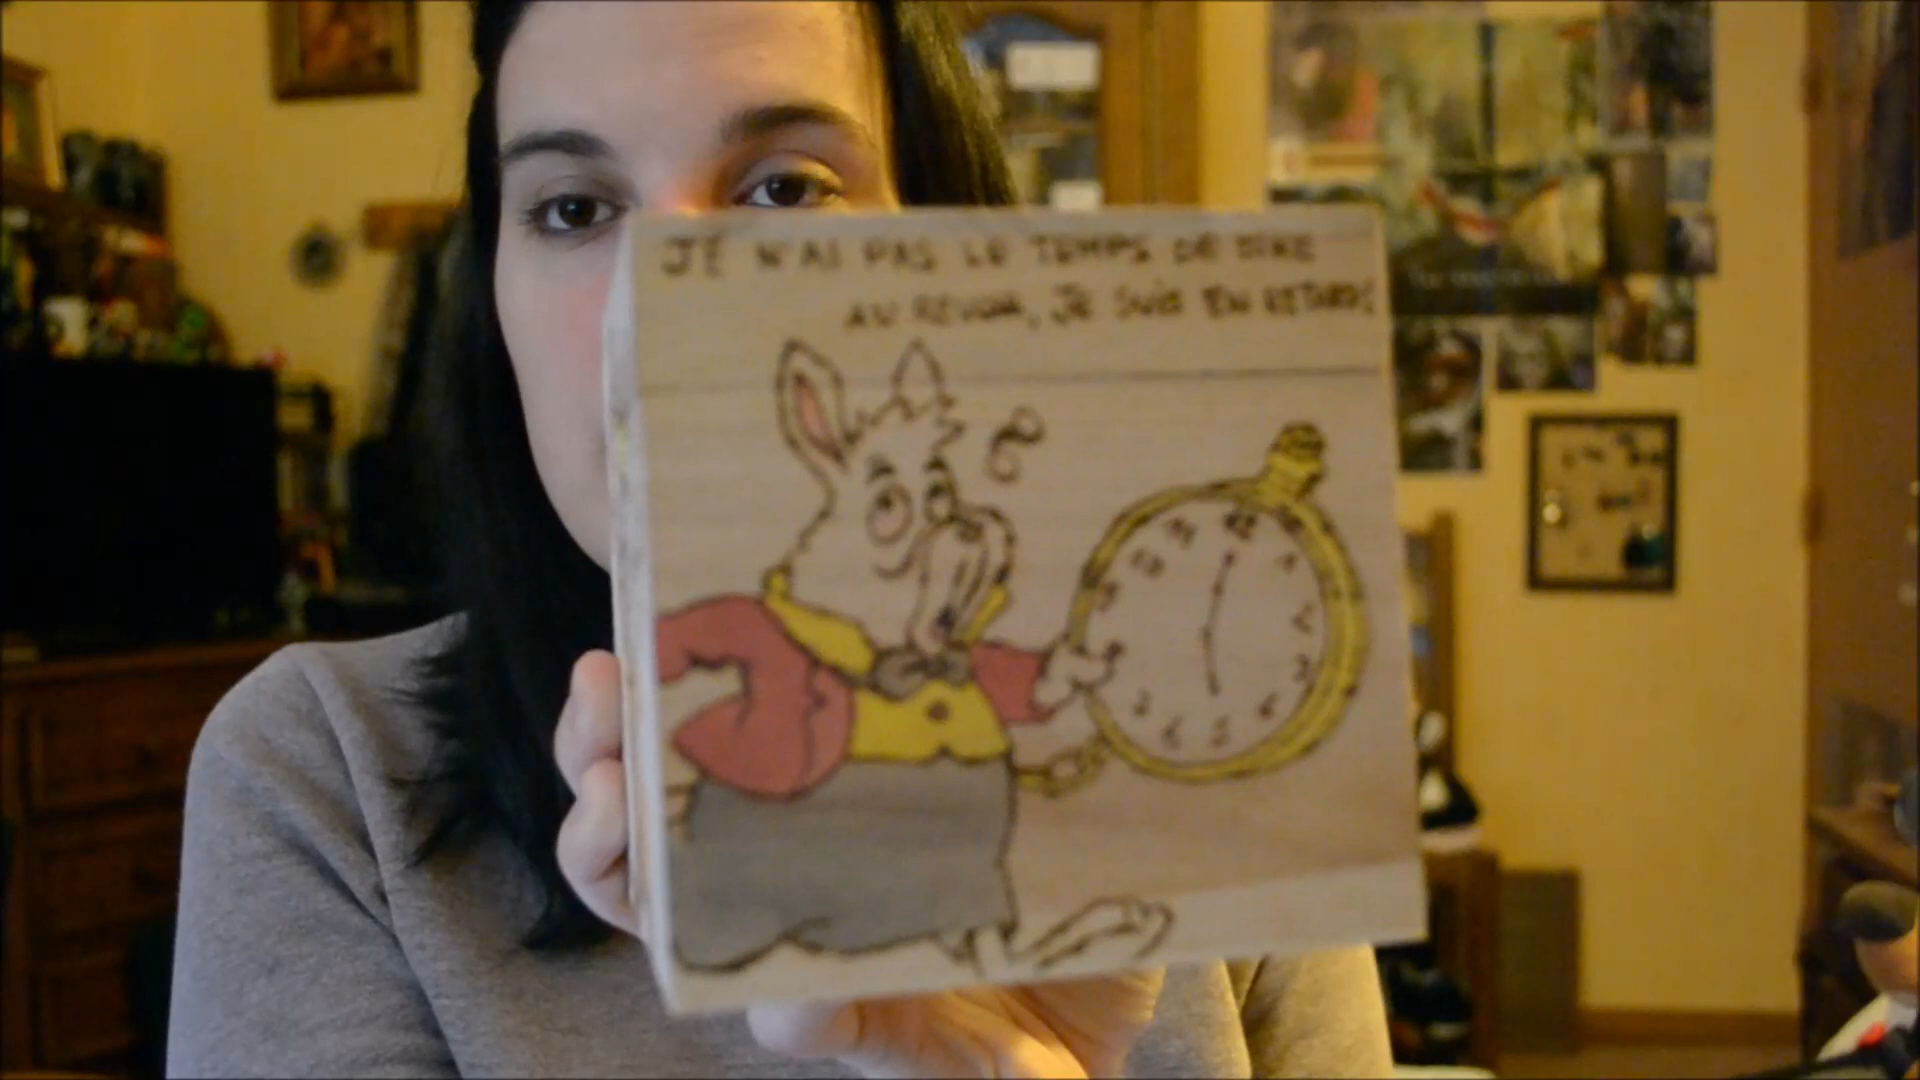 JE N'AI PAS LE TEMPS DE DIRE
AU REVOIR, JE SUIS EN RETARD!